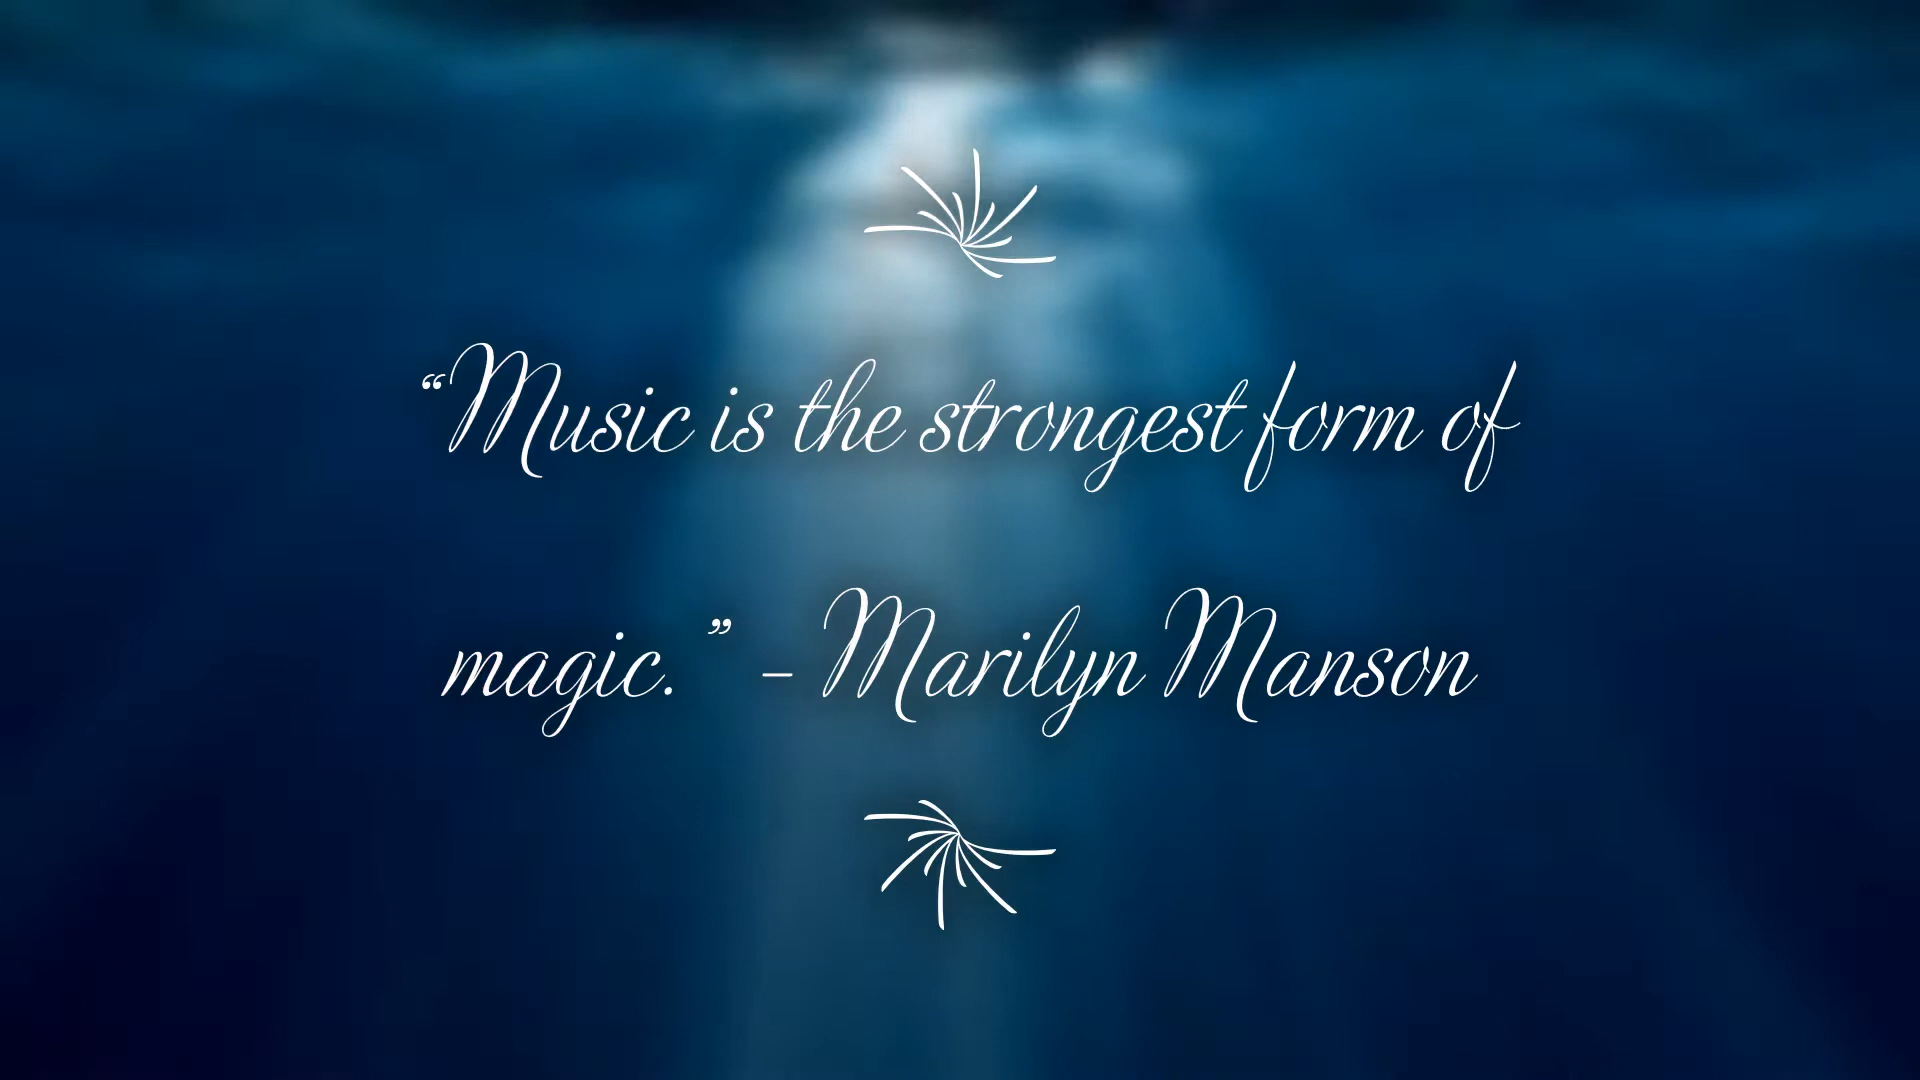 “Music is the strongest form of
magic.” – Marilyn Manson